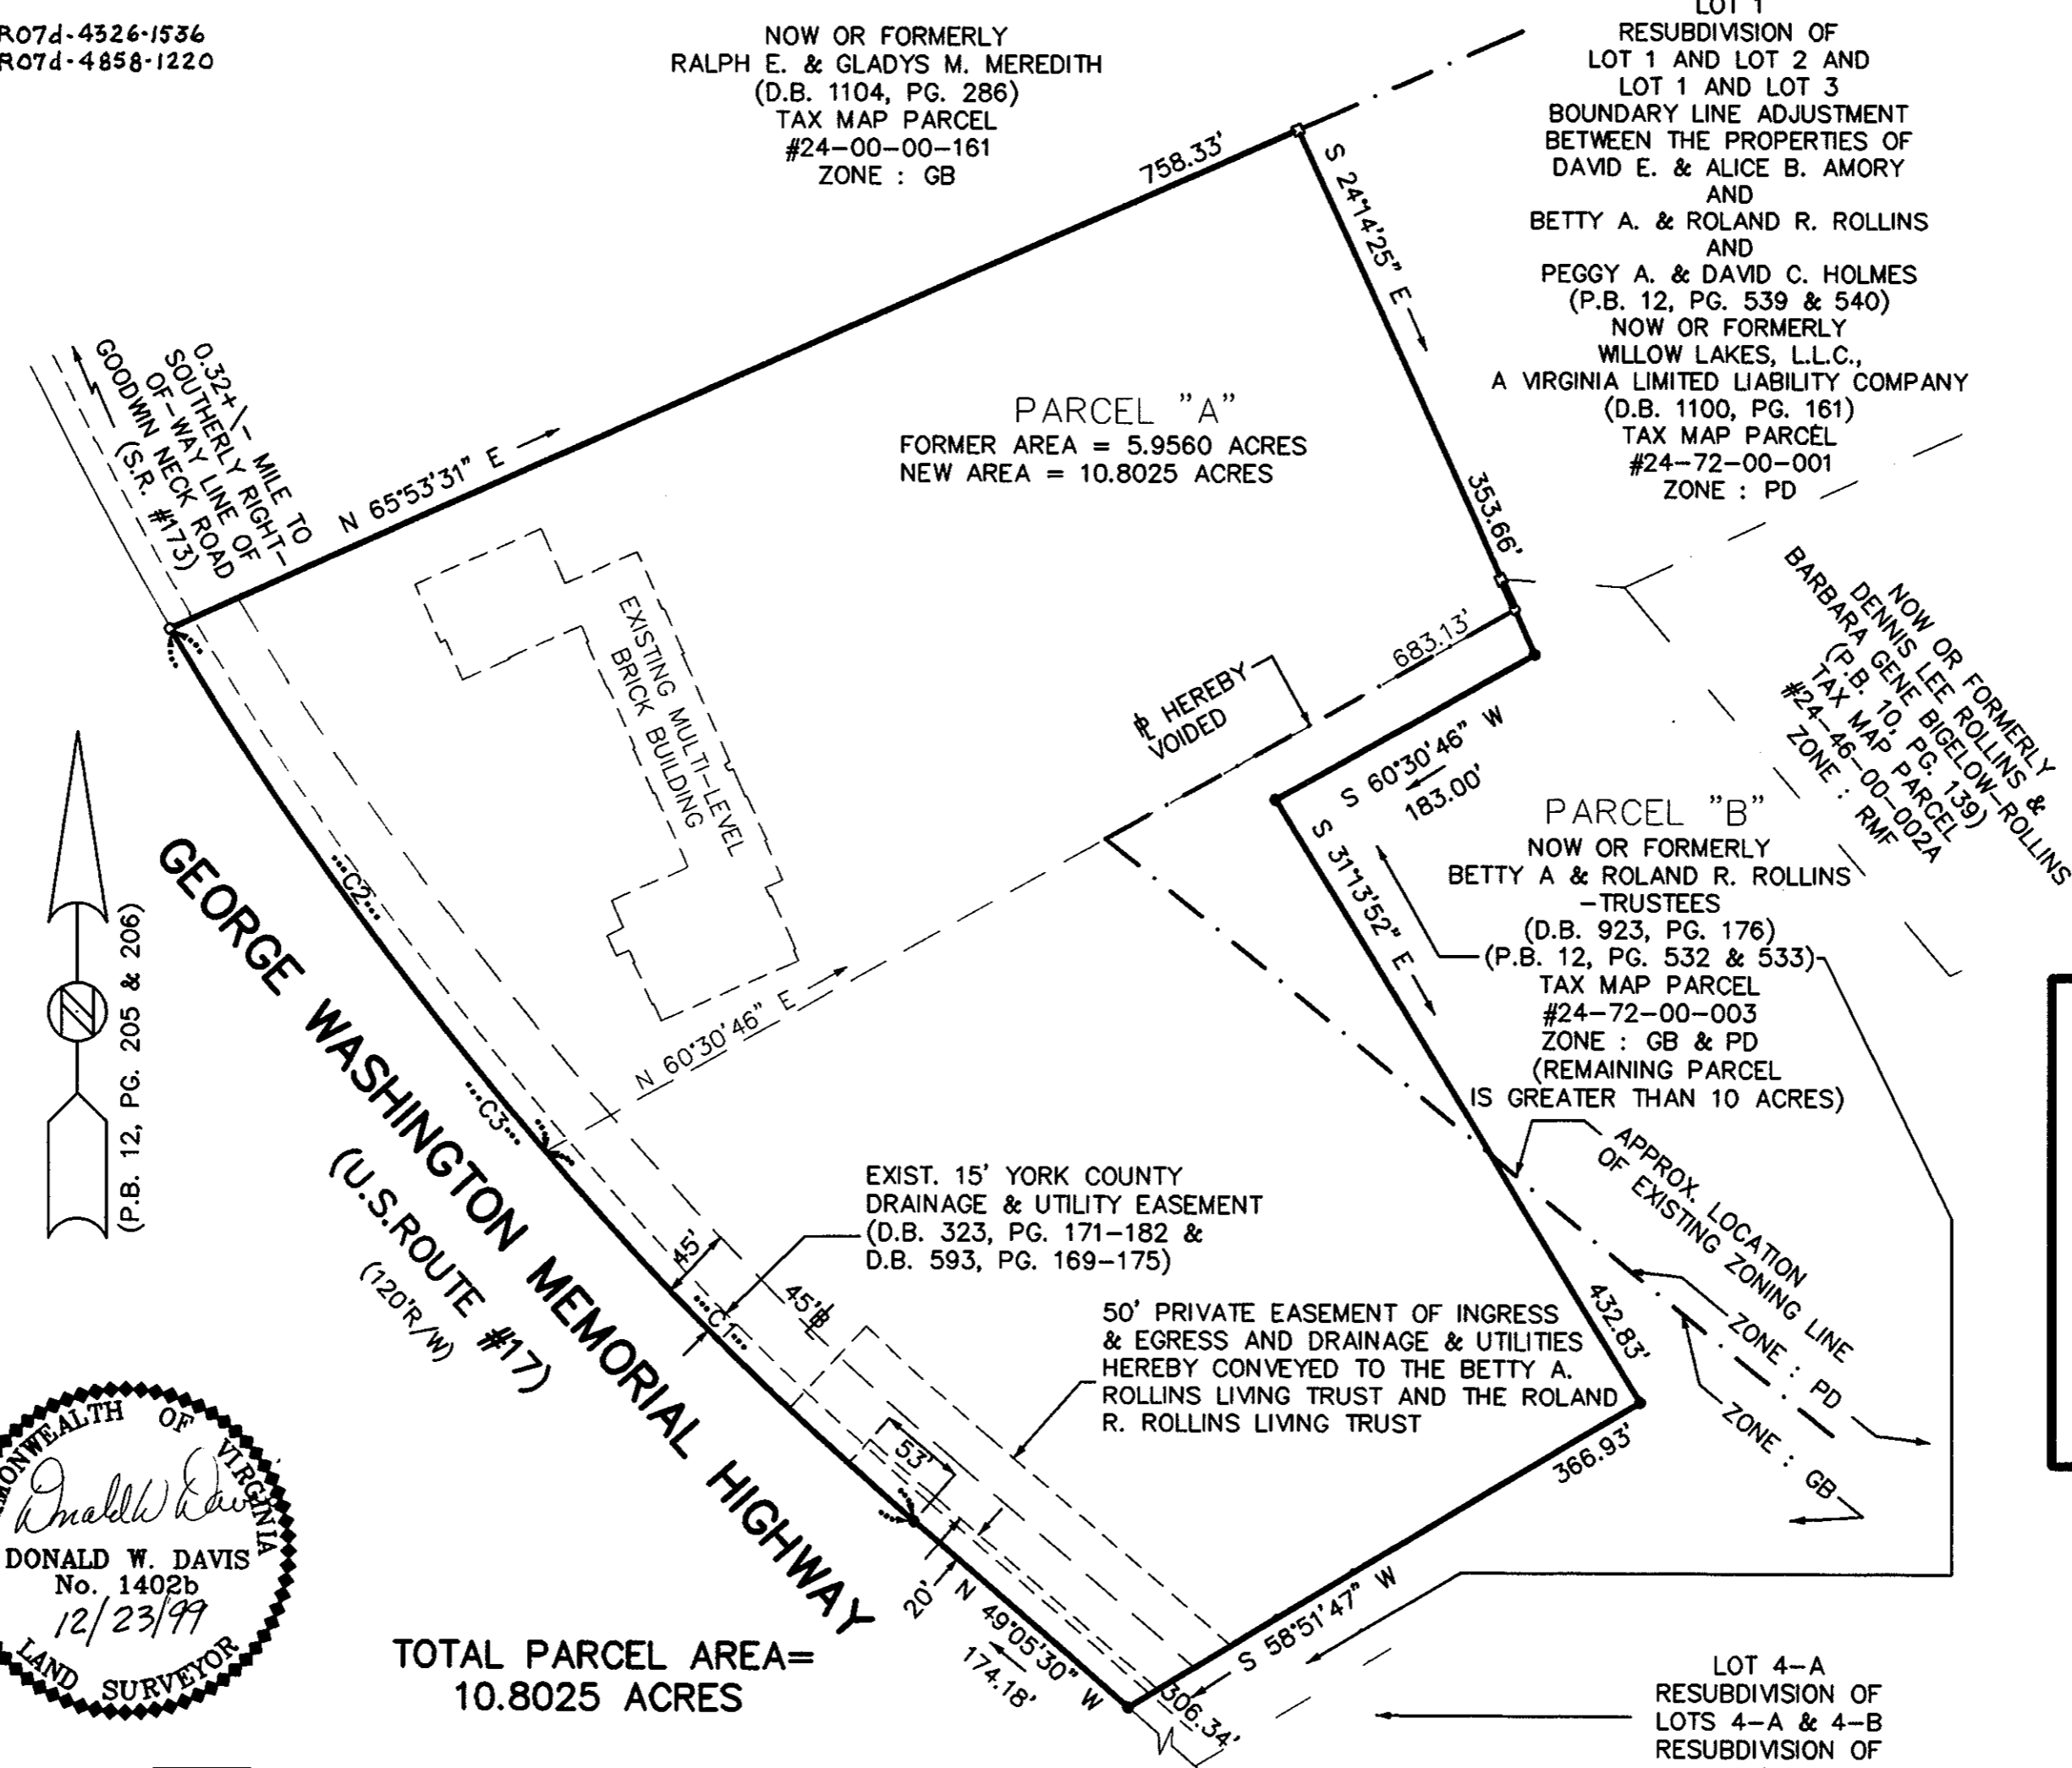 R07d-4326-1536
R07d-4858-1220
NOW OR FORMERLY
RALPH E. & GLADYS M. MEREDITH
(D.B. 1104, PG. 286)
TAX MAP PARCEL
#24-00-00-161
ZONE : GB
LOT 1
RESUBDIVISION OF
LOT 1 AND LOT 2 AND
LOT 1 AND LOT 3
BOUNDARY LINE ADJUSTMENT
BETWEEN THE PROPERTIES OF
DAVID E. & ALICE B. AMORY
AND
BETTY A. & ROLAND R. ROLLINS
AND
PEGGY A. & DAVID C. HOLMES
(P.B. 12, PG. 539 & 540)
NOW OR FORMERLY
WILLOW LAKES, L.L.C.,
A VIRGINIA LIMITED LIABILITY COMPANY
(D.B. 1100, PG. 161)
TAX MAP PARCEL
#24-72-00-001
ZONE : PD
758.33'
S 24°14'25" E
353.66'
0.32+\- MILE TO
SOUTHERLY RIGHT-
OF-WAY LINE OF
GOODWIN NECK ROAD
(S.R. #173)
N 65°53'31" E
PARCEL "A"
FORMER AREA = 5.9560 ACRES
NEW AREA = 10.8025 ACRES
EXISTING MULTI-LEVEL
BRICK BUILDING
683.13'
℄ HEREBY
VOIDED
NOW OR FORMERLY
DENNIS LEE ROLLINS &
BARBARA GENE BIGELOW-ROLLINS
(P.B. 10, PG. 139)
TAX MAP PARCEL
#24-46-00-002A
ZONE : RMF
S 60°30'46" W
183.00'
S 31°13'52" E
PARCEL "B"
NOW OR FORMERLY
BETTY A & ROLAND R. ROLLINS
-TRUSTEES
(D.B. 923, PG. 176)
(P.B. 12, PG. 532 & 533)
TAX MAP PARCEL
#24-72-00-003
ZONE : GB & PD
(REMAINING PARCEL
IS GREATER THAN 10 ACRES)
C2
(P.B. 12, PG. 205 & 206)
N
N 60°30'46" E
C3
GEORGE WASHINGTON MEMORIAL HIGHWAY
(U.S.ROUTE #17)
(120'R/W)
EXIST. 15' YORK COUNTY
DRAINAGE & UTILITY EASEMENT
(D.B. 323, PG. 171-182 &
D.B. 593, PG. 169-175)
45'
C1
45'
50' PRIVATE EASEMENT OF INGRESS
& EGRESS AND DRAINAGE & UTILITIES
HEREBY CONVEYED TO THE BETTY A.
ROLLINS LIVING TRUST AND THE ROLAND
R. ROLLINS LIVING TRUST
APPROX. LOCATION
OF EXISTING ZONING LINE
ZONE : PD
ZONE : GB
432.83'
366.93'
53'
20'
N 49°05'30" W
174.18'
S 58°51'47" W
306.34'
MONWEALTH OF VIRGINIA
Donald W Davis
DONALD W. DAVIS
No. 1402b
12/23/99
LAND SURVEYOR
TOTAL PARCEL AREA=
10.8025 ACRES
LOT 4-A
RESUBDIVISION OF
LOTS 4-A & 4-B
RESUBDIVISION OF